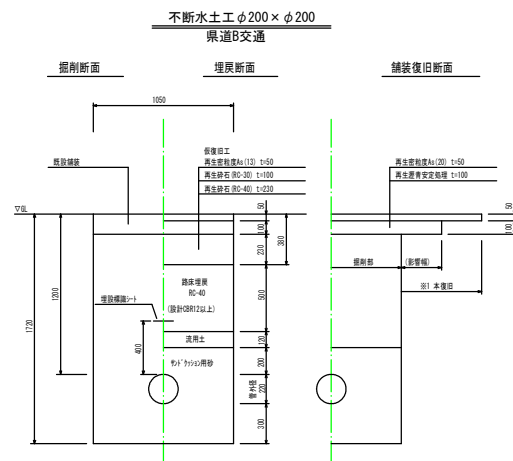 不断水土工φ200×φ200
県道B交通
掘削断面
埋戻断面
舗装復旧断面
1050
仮復旧工
再生密粒度As(13) t=50
再生砕石(RC-30) t=100
再生砕石(RC-40) t=230
既設舗装
再生密粒度As(20) t=50
再生瀝青安定処理 t=100
▽GL
50
100
230
380
50
100
掘削部
(影響幅)
※1 本復旧
路床埋戻
RC-40
(設計CBR12以上)
500
1200
1720
埋設標識シート
400
流用土
120
サンドクッション用砂
200
管外径
220
300